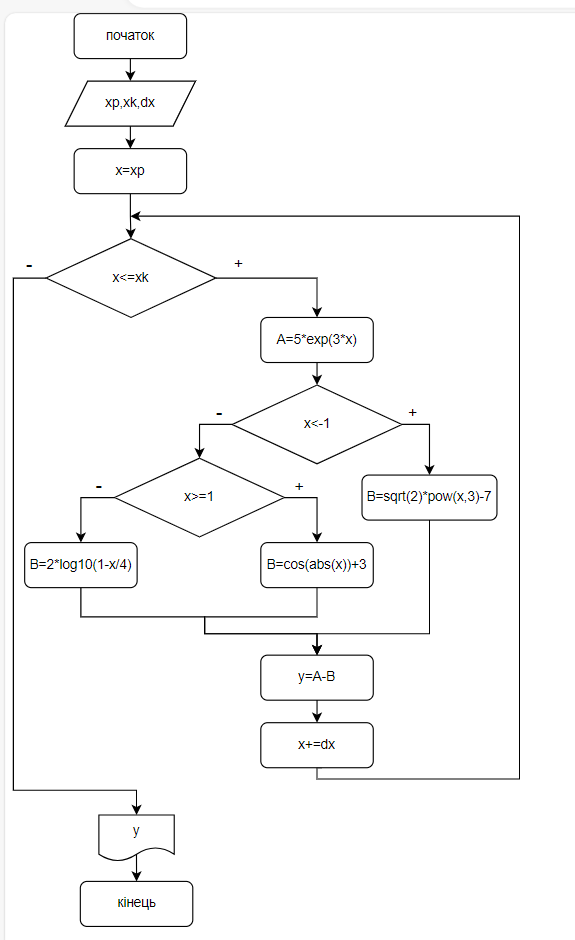 початок
xp,xk,dx
x=xp
-
+
x<=xk
A=5*exp(3*x)
-
+
x<-1
-
+
x>=1
B=sqrt(2)*pow(x,3)-7
B=2*log10(1-x/4)
B=cos(abs(x))+3
y=A-B
x+=dx
y
кінець